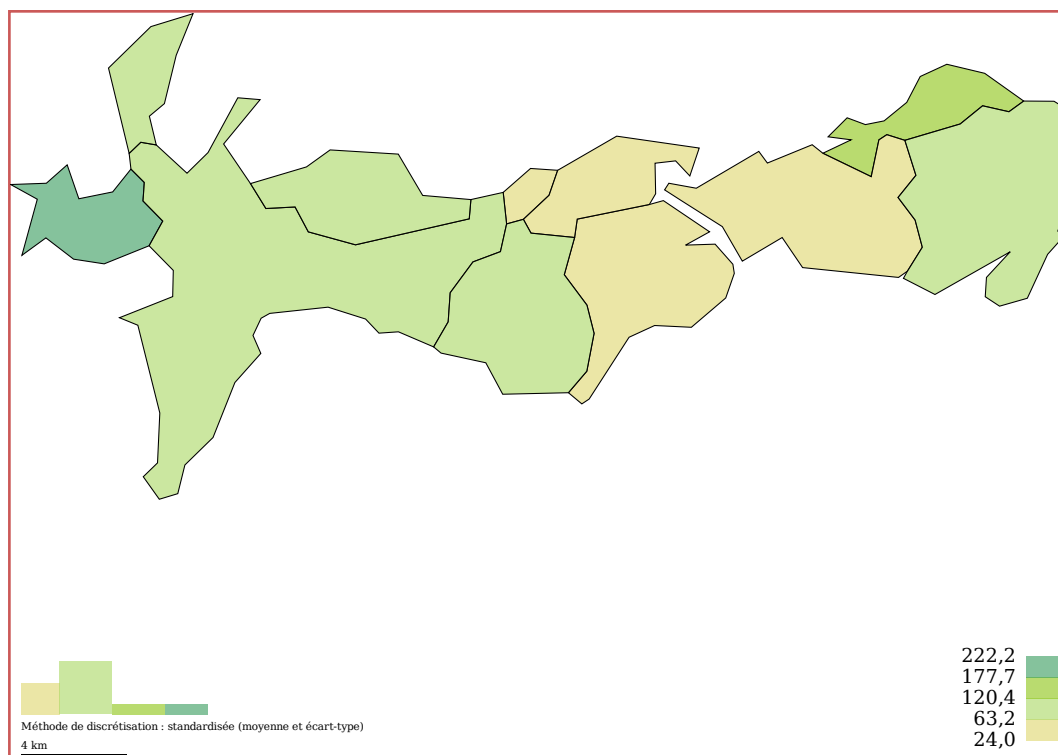 222,2
177,7
120,4
63,2
24,0
Méthode de discrétisation : standardisée (moyenne et écart-type)
4 km